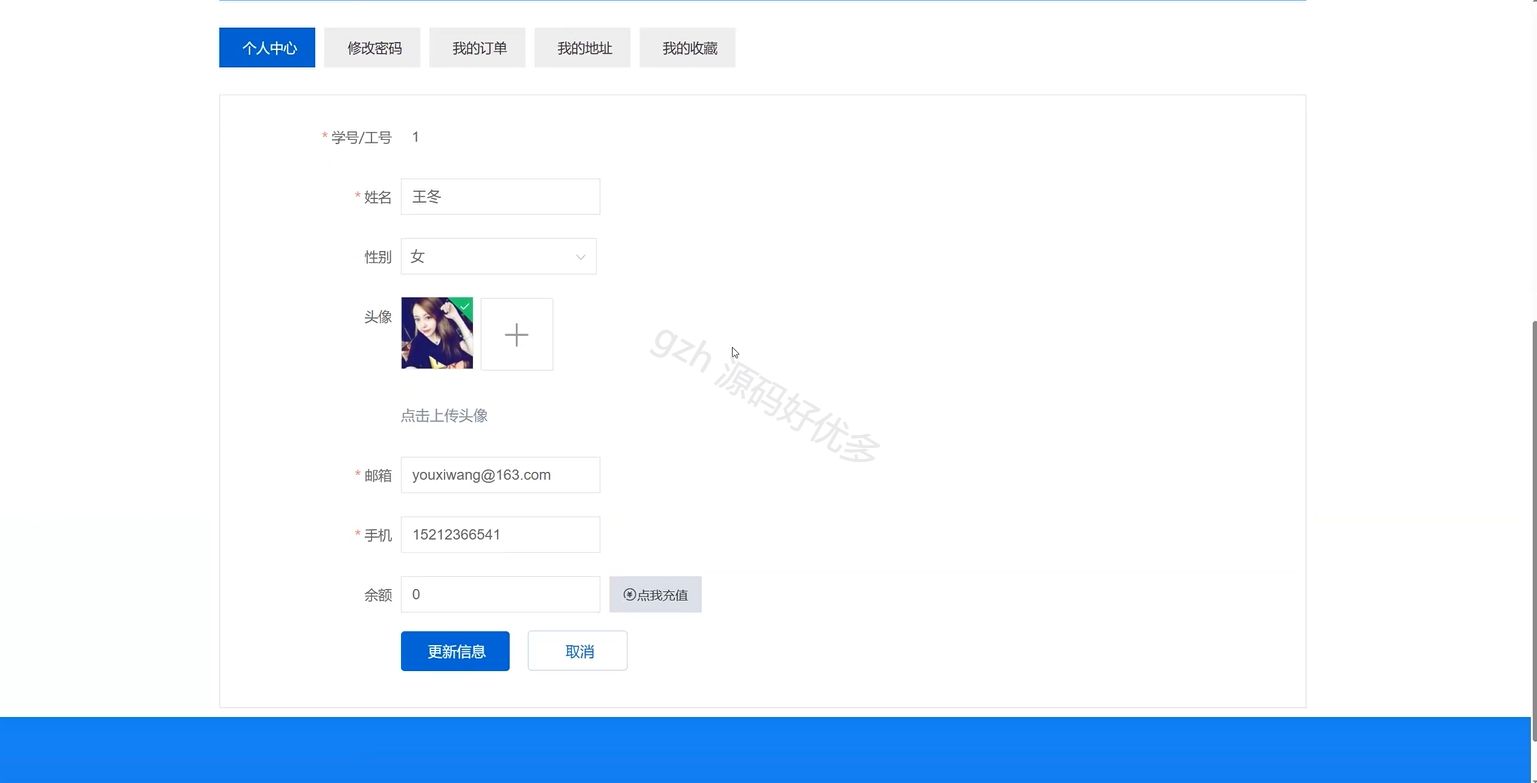 个人中心 修改密码 我的订单 我的地址 我的收藏
* 学号/工号 1
* 姓名 王冬
性别 女
头像
点击上传头像
* 邮箱 youxiwang@163.com
* 手机 15212366541
余额 0 点我充值
更新信息 取消
gzh 源码好优多